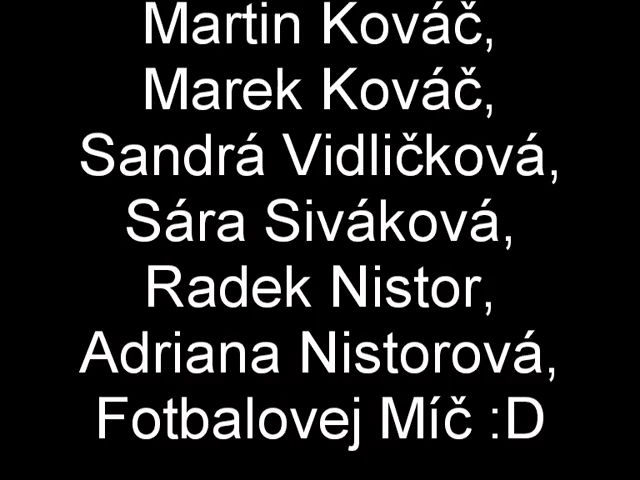 Martin Kováč,
Marek Kováč,
Sandrá Vidličková,
Sára Siváková,
Radek Nistor,
Adriana Nistorová,
Fotbalovej Míč :D